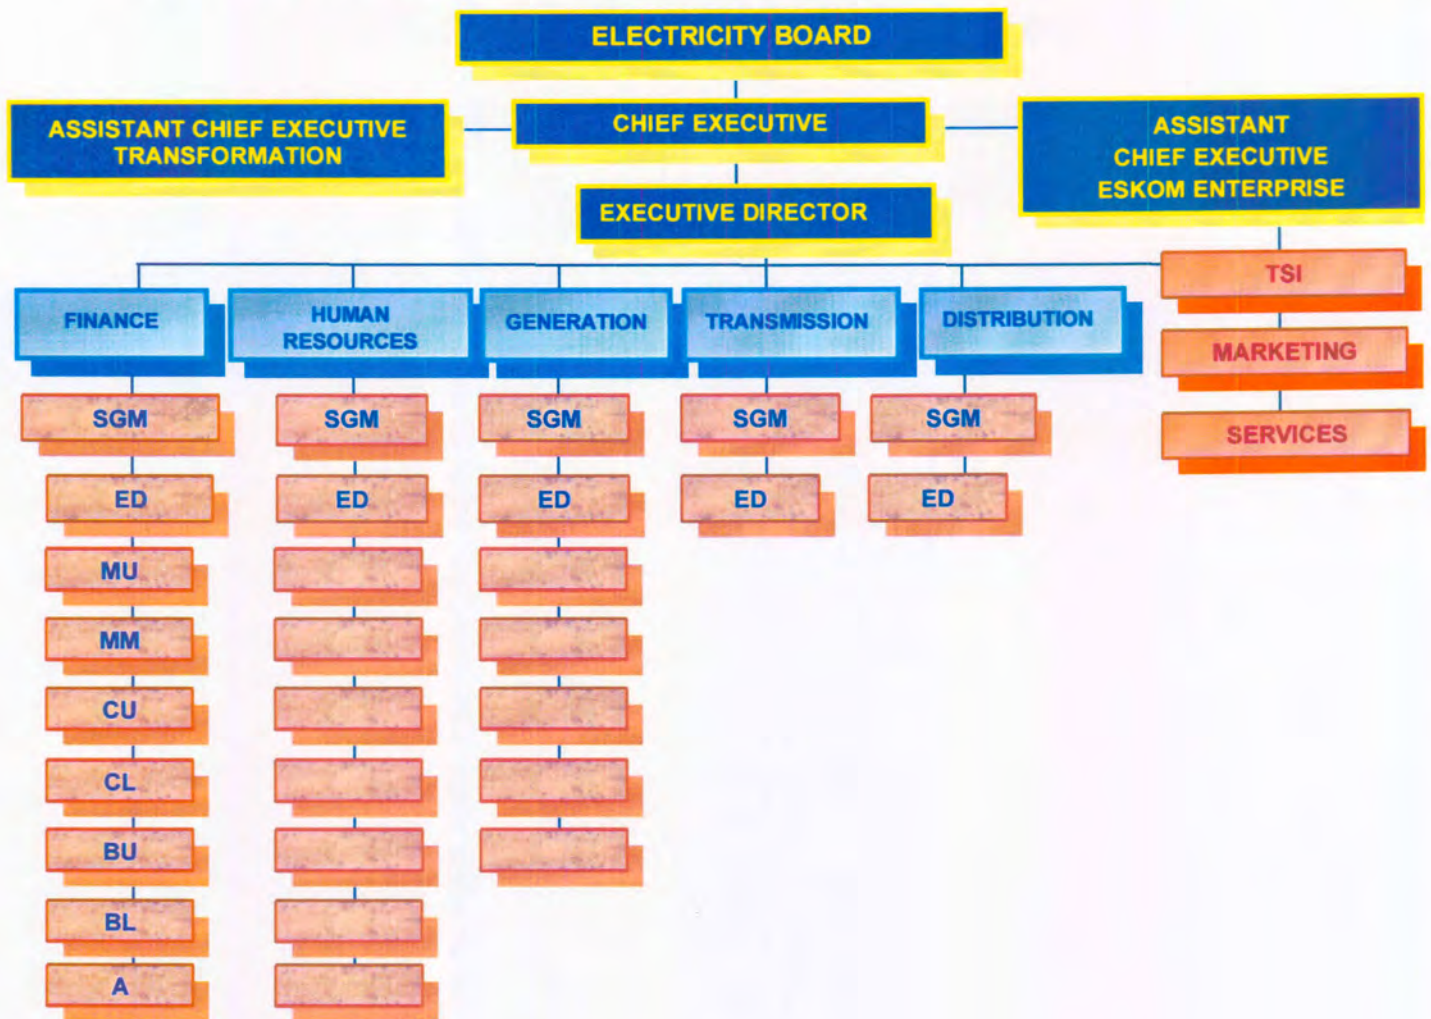 ELECTRICITY BOARD
ASSISTANT CHIEF EXECUTIVE
TRANSFORMATION
CHIEF EXECUTIVE
ASSISTANT
CHIEF EXECUTIVE
ESKOM ENTERPRISE
EXECUTIVE DIRECTOR
FINANCE
HUMAN
RESOURCES
GENERATION
TRANSMISSION
DISTRIBUTION
TSI
MARKETING
SERVICES
SGM
SGM
SGM
SGM
SGM
ED
ED
ED
ED
ED
MU
MM
CU
CL
BU
BL
A